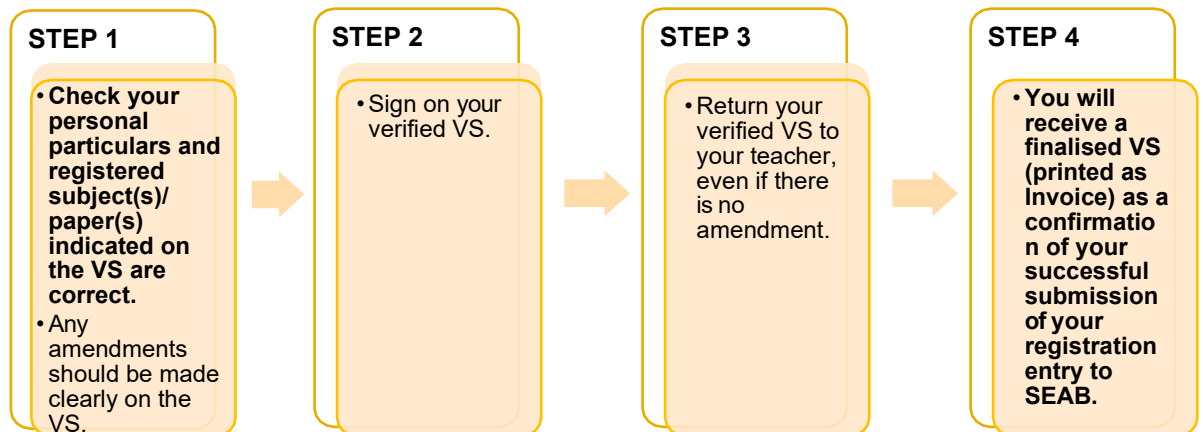 STEP 1
• Check your
personal
particulars and
registered
subject(s)/
paper(s)
indicated on
the VS are
correct.
• Any
amendments
should be made
clearly on the
VS.
STEP 2
• Sign on your
verified VS.
STEP 3
• Return your
verified VS to
your teacher,
even if there
is no
amendment.
STEP 4
• You will
receive a
finalised VS
(printed as
Invoice) as a
confirmatio
n of your
successful
submission
of your
registration
entry to
SEAB.